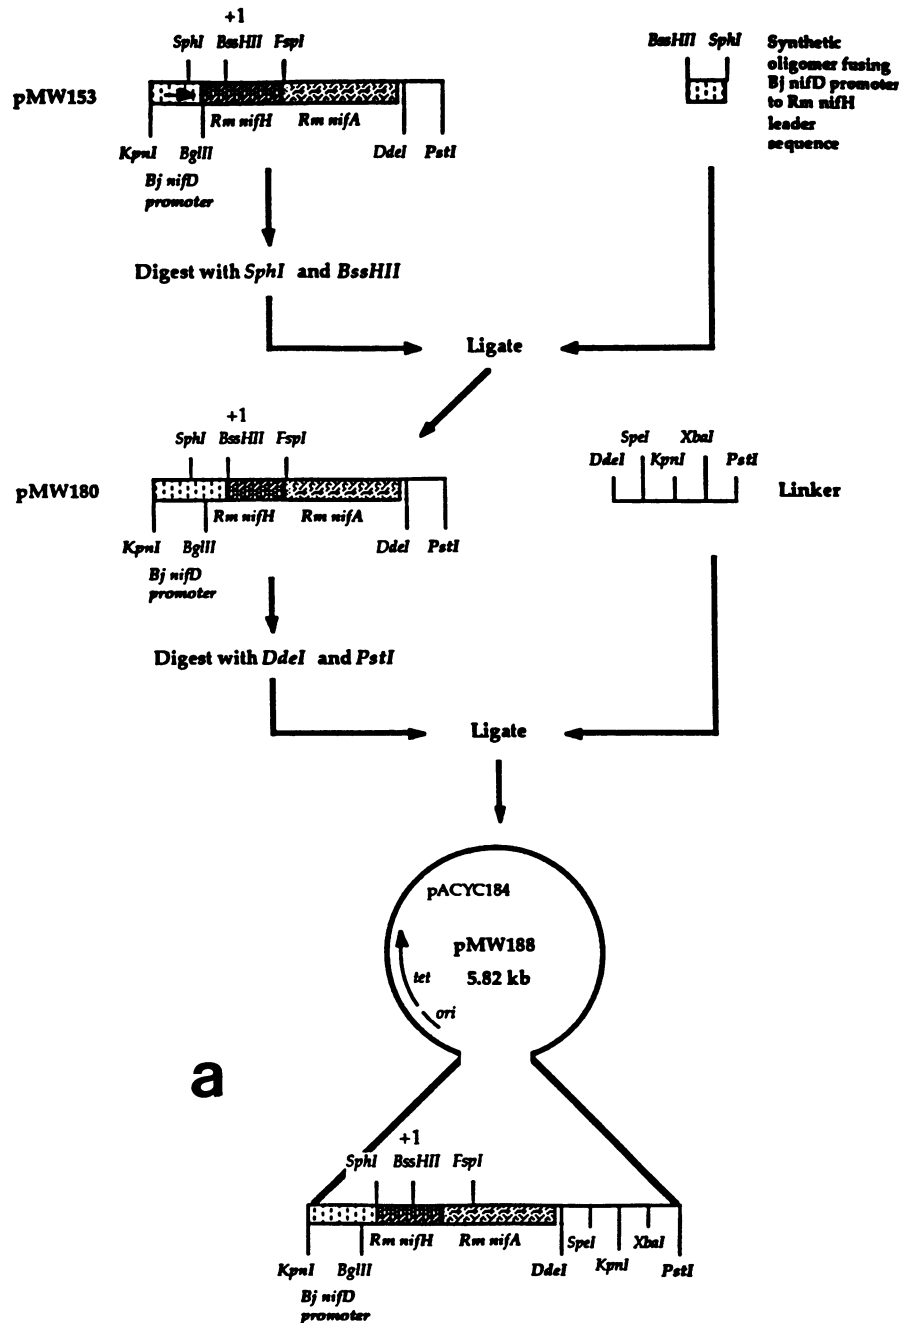 +1
SphI BssHII FspI
pMW153
Rm nifH Rm nifA
KpnI BglII DdeI PstI
Bj nifD
promoter
BssHII SphI
Synthetic
oligomer fusing
Bj nifD promoter
to Rm nifH
leader
sequence
Digest with SphI and BssHII
Ligate
+1
SphI BssHII FspI
pMW180
Rm nifH Rm nifA
KpnI BglII DdeI PstI
Bj nifD
promoter
SpeI XbaI
DdeI KpnI PstI
Linker
Digest with DdeI and PstI
Ligate
pACYC184
pMW188
5.82 kb
tet
ori
a
+1
SphI BssHII FspI
Rm nifH Rm nifA SpeI XbaI
KpnI BglII DdeI KpnI PstI
Bj nifD
promoter